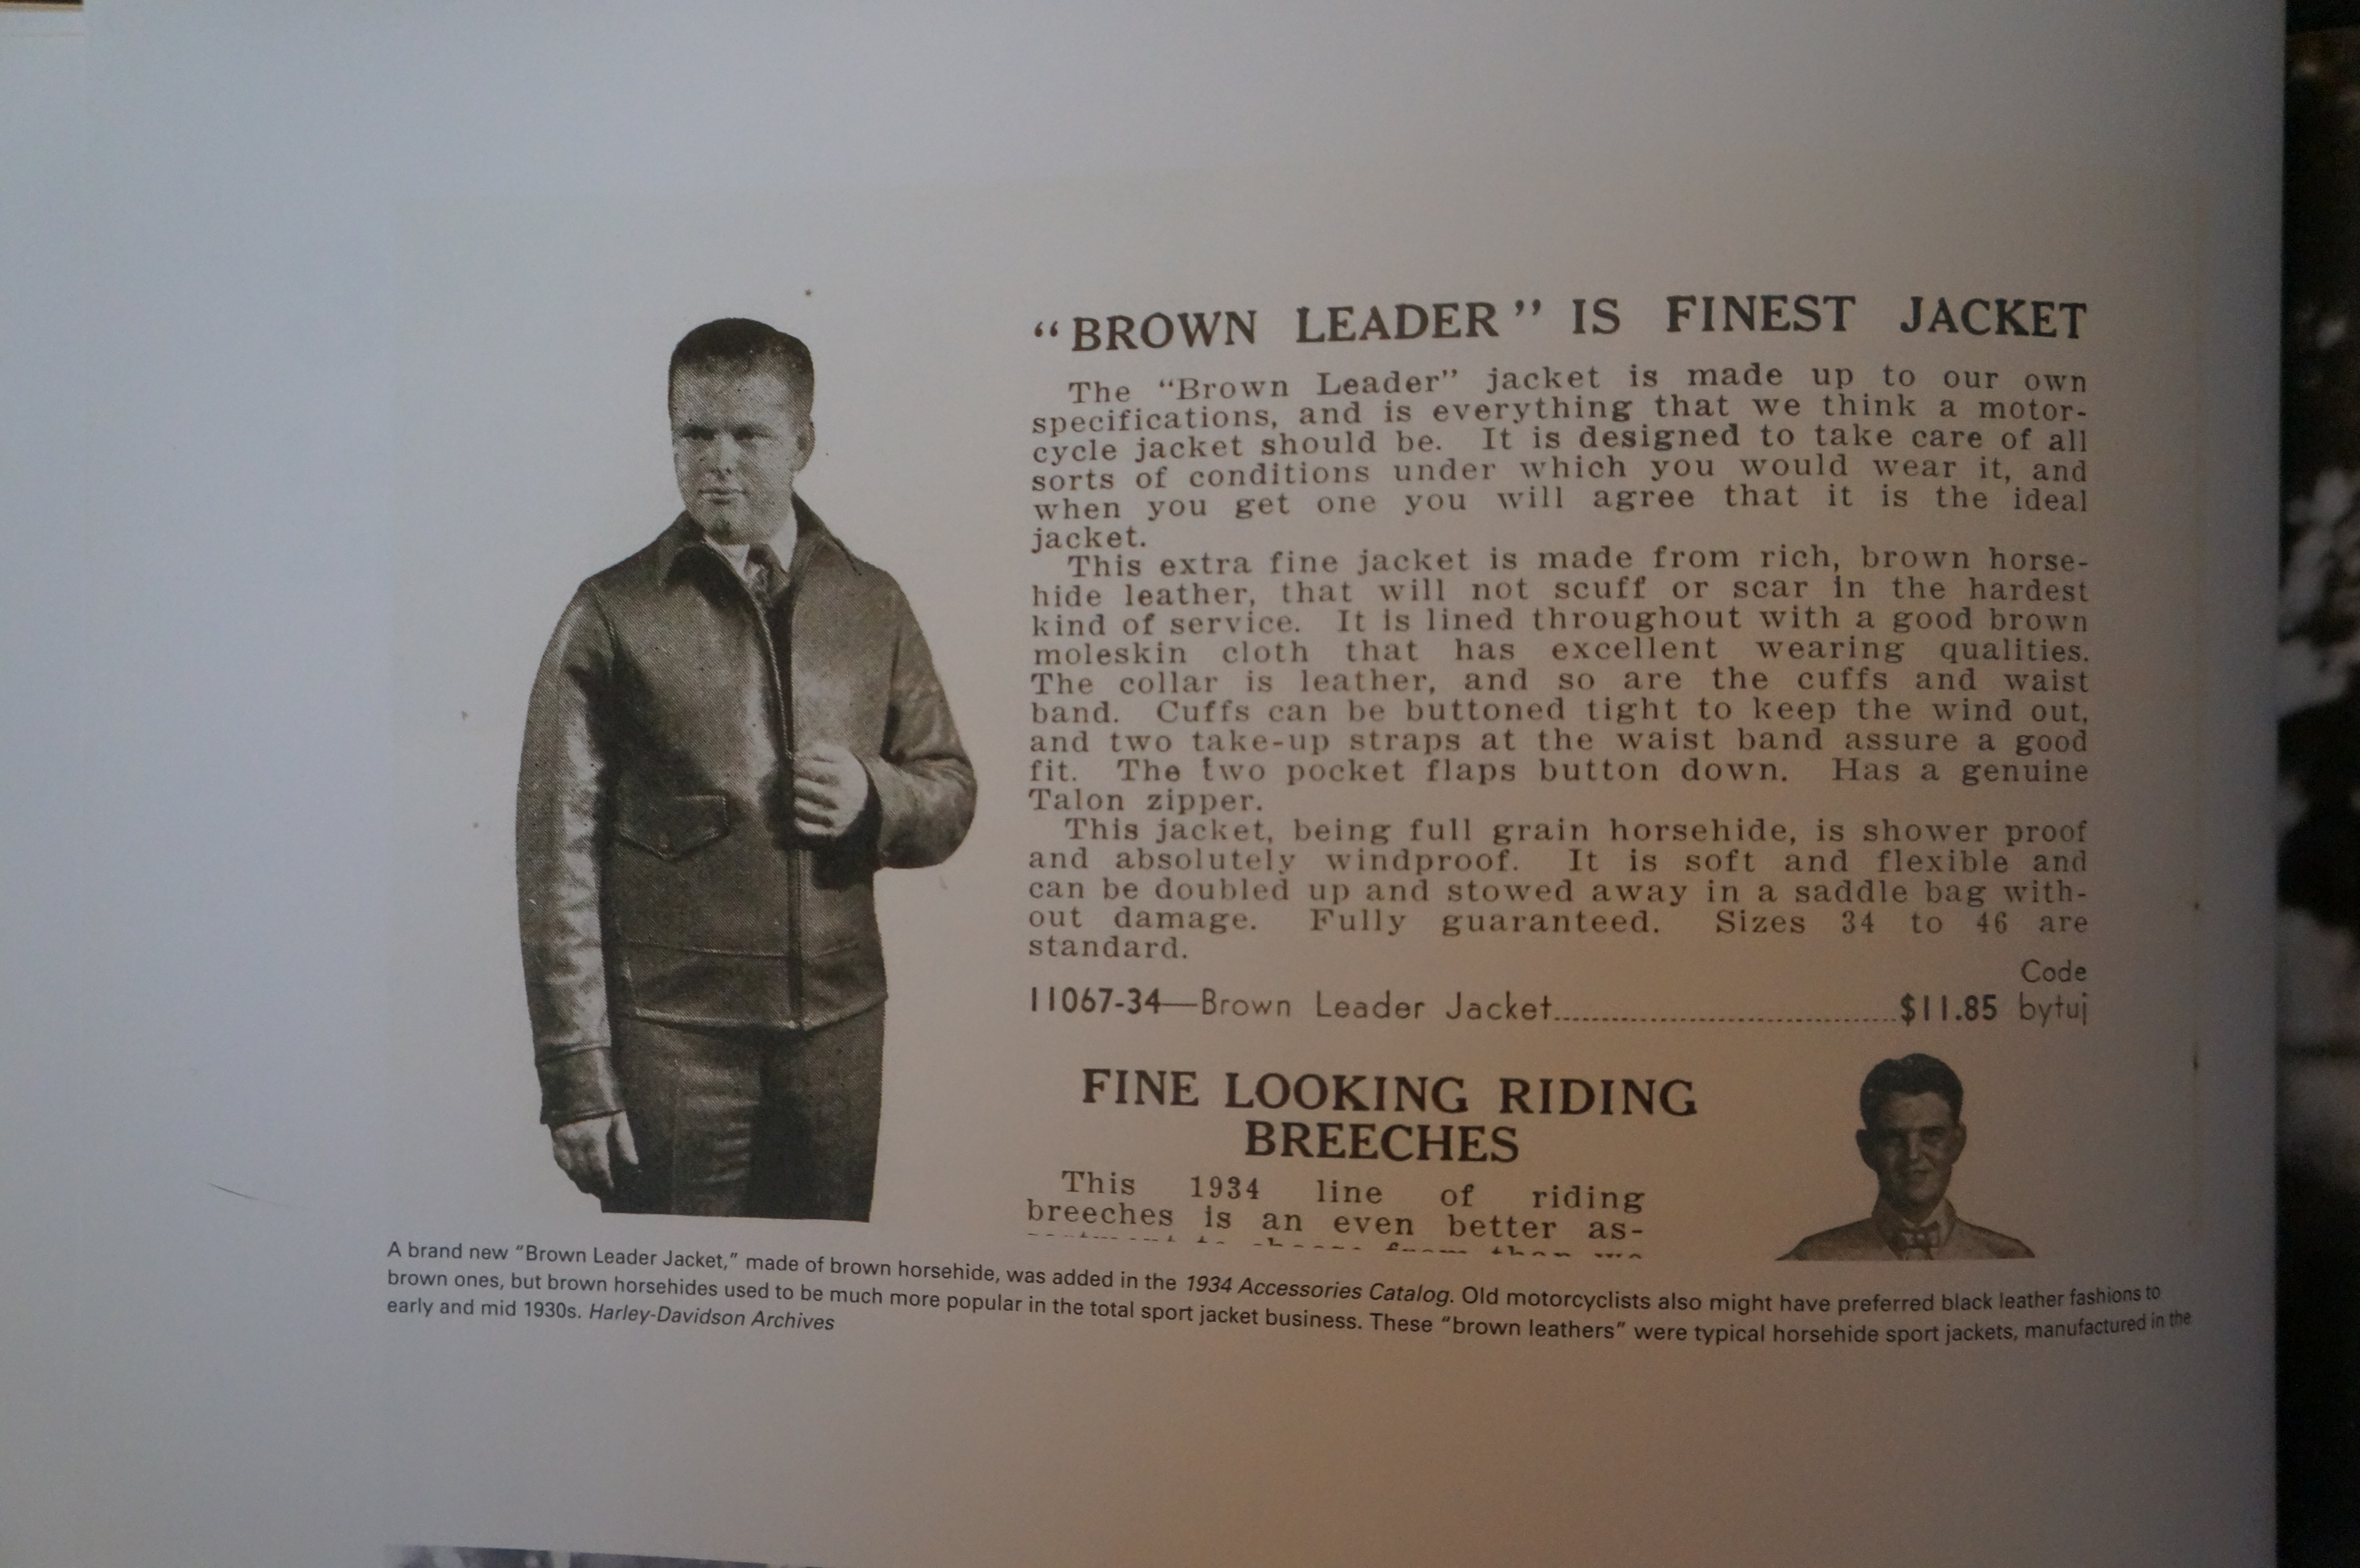 “BROWN LEADER” IS FINEST JACKET
The “Brown Leader” jacket is made up to our own
specifications, and is everything that we think a motor-
cycle jacket should be. It is designed to take care of all
sorts of conditions under which you would wear it, and
when you get one you will agree that it is the ideal
jacket.
This extra fine jacket is made from rich, brown horse-
hide leather, that will not scuff or scar in the hardest
kind of service. It is lined throughout with a good brown
moleskin cloth that has excellent wearing qualities.
The collar is leather, and so are the cuffs and waist
band. Cuffs can be buttoned tight to keep the wind out,
and two take-up straps at the waist band assure a good
fit. The two pocket flaps button down. Has a genuine
Talon zipper.
This jacket, being full grain horsehide, is shower proof
and absolutely windproof. It is soft and flexible and
can be doubled up and stowed away in a saddle bag with-
out damage. Fully guaranteed. Sizes 34 to 46 are
standard.
Code
11067-34—Brown Leader Jacket........................................$11.85 bytuj
FINE LOOKING RIDING
BREECHES
This 1934 line of riding
breeches is an even better as-
A brand new “Brown Leader Jacket,” made of brown horsehide, was added in the 1934 Accessories Catalog. Old motorcyclists also might have preferred black leather fashions to
brown ones, but brown horsehides used to be much more popular in the total sport jacket business. These “brown leathers” were typical horsehide sport jackets, manufactured in the
early and mid 1930s. Harley-Davidson Archives